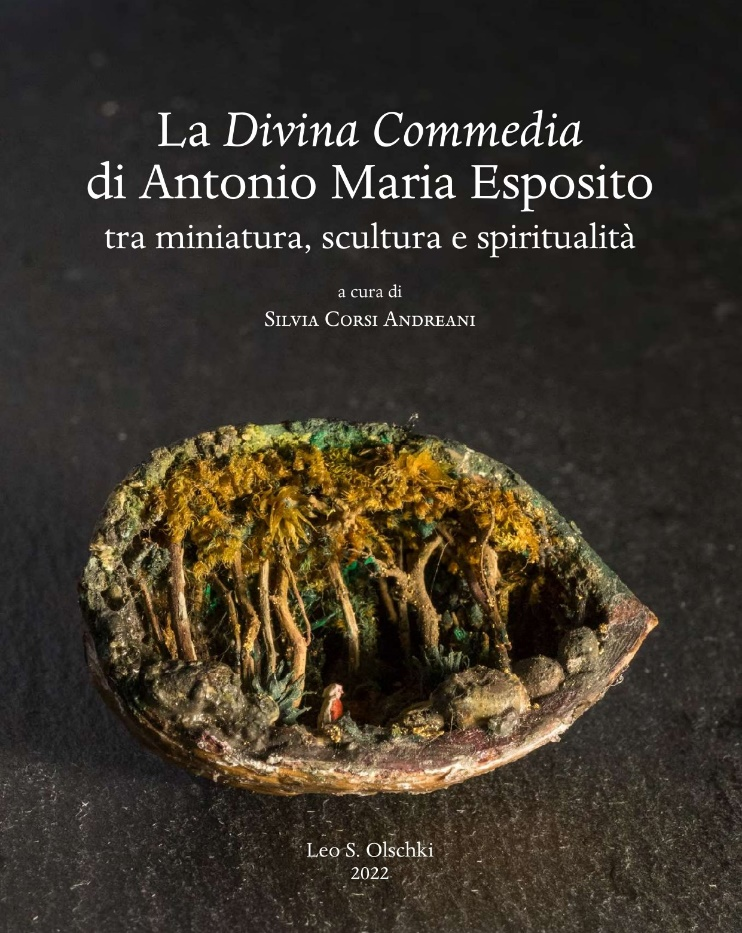 La Divina Commedia
di Antonio Maria Esposito
tra miniatura, scultura e spiritualità
a cura di
Silvia Corsi Andreani
Leo S. Olschki
2022